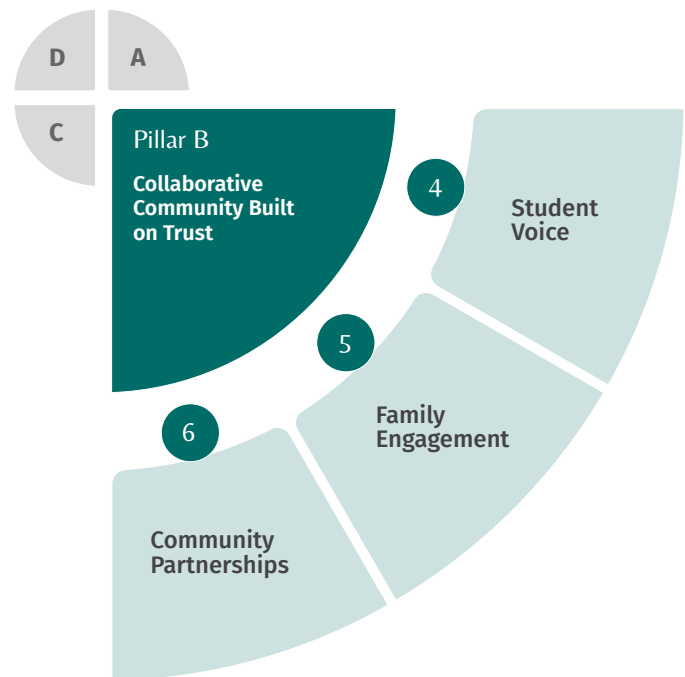 D
A
C
Pillar B
Collaborative
Community Built
on Trust
4
Student
Voice
5
Family
Engagement
6
Community
Partnerships